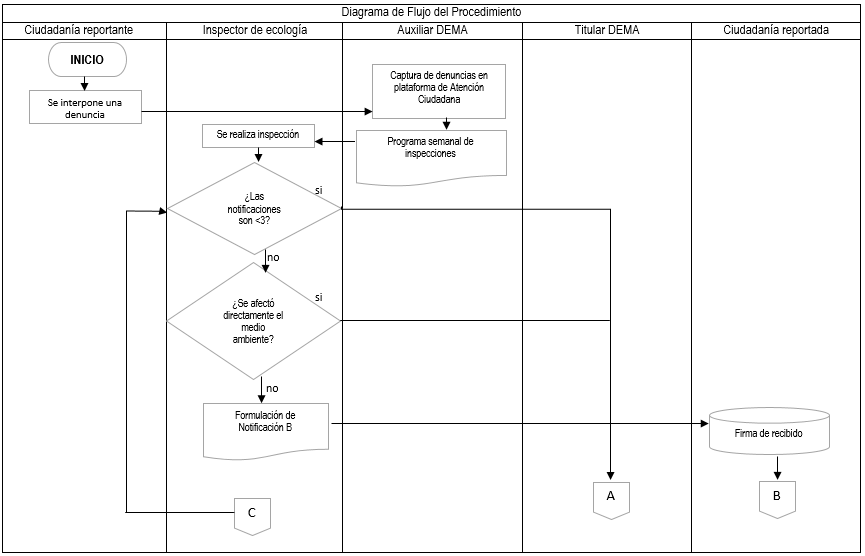 Diagrama de Flujo del Procedimiento
Ciudadanía reportante
Inspector de ecología
Auxiliar DEMA
Titular DEMA
Ciudadanía reportada
INICIO
Se interpone una
denuncia
Captura de denuncias en
plataforma de Atención
Ciudadana
Programa semanal de
inspecciones
Se realiza inspección
¿Las
notificaciones
son <3?
si
no
¿Se afectó
directamente el
medio
ambiente?
si
no
Formulación de
Notificación B
Firma de recibido
C
A
B